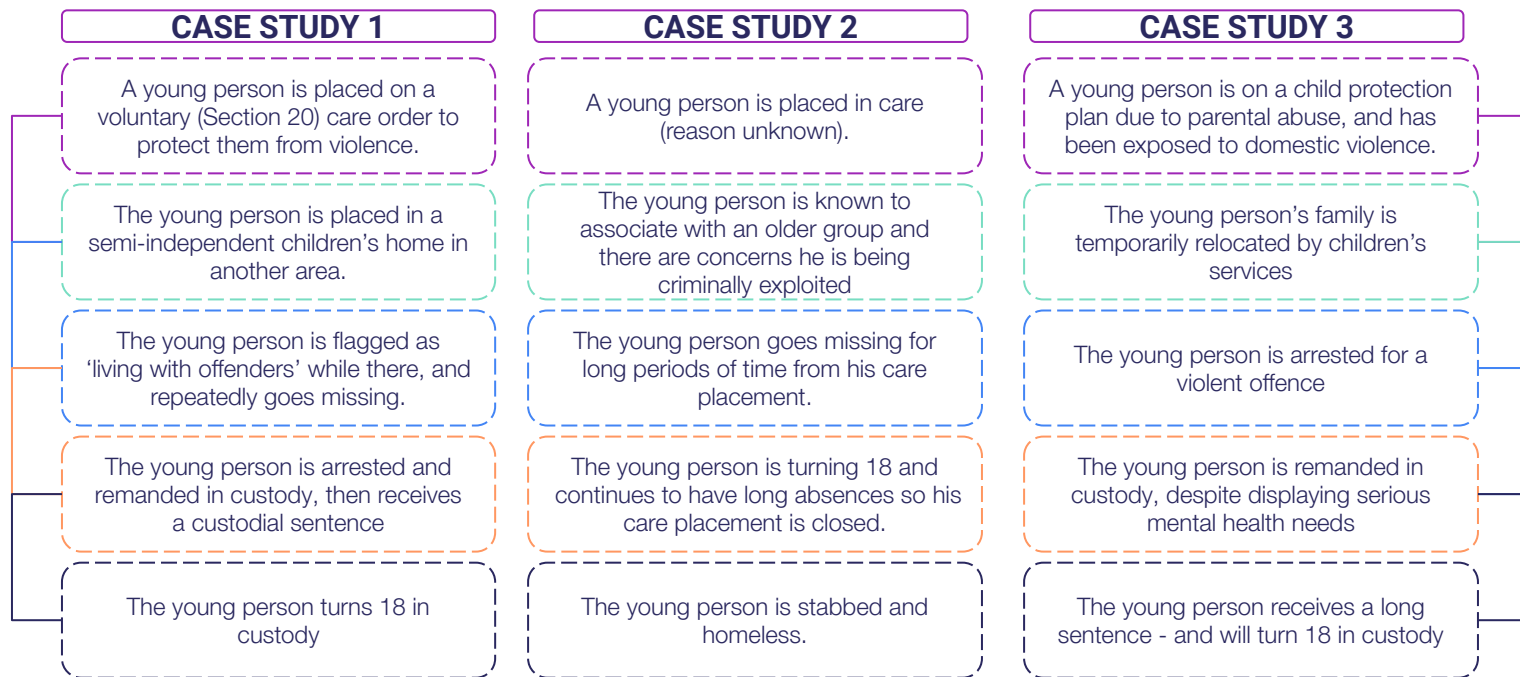 CASE STUDY 1
A young person is placed on a
voluntary (Section 20) care order to
protect them from violence.
The young person is placed in a
semi-independent children's home in
another area.
The young person is flagged as
‘living with offenders’ while there, and
repeatedly goes missing.
The young person is arrested and
remanded in custody, then receives
a custodial sentence
The young person turns 18 in
custody
CASE STUDY 2
A young person is placed in care
(reason unknown).
The young person is known to
associate with an older group and
there are concerns he is being
criminally exploited
The young person goes missing for
long periods of time from his care
placement.
The young person is turning 18 and
continues to have long absences so his
care placement is closed.
The young person is stabbed and
homeless.
CASE STUDY 3
A young person is on a child protection
plan due to parental abuse, and has
been exposed to domestic violence.
The young person’s family is
temporarily relocated by children’s
services
The young person is arrested for a
violent offence
The young person is remanded in
custody, despite displaying serious
mental health needs
The young person receives a long
sentence - and will turn 18 in custody